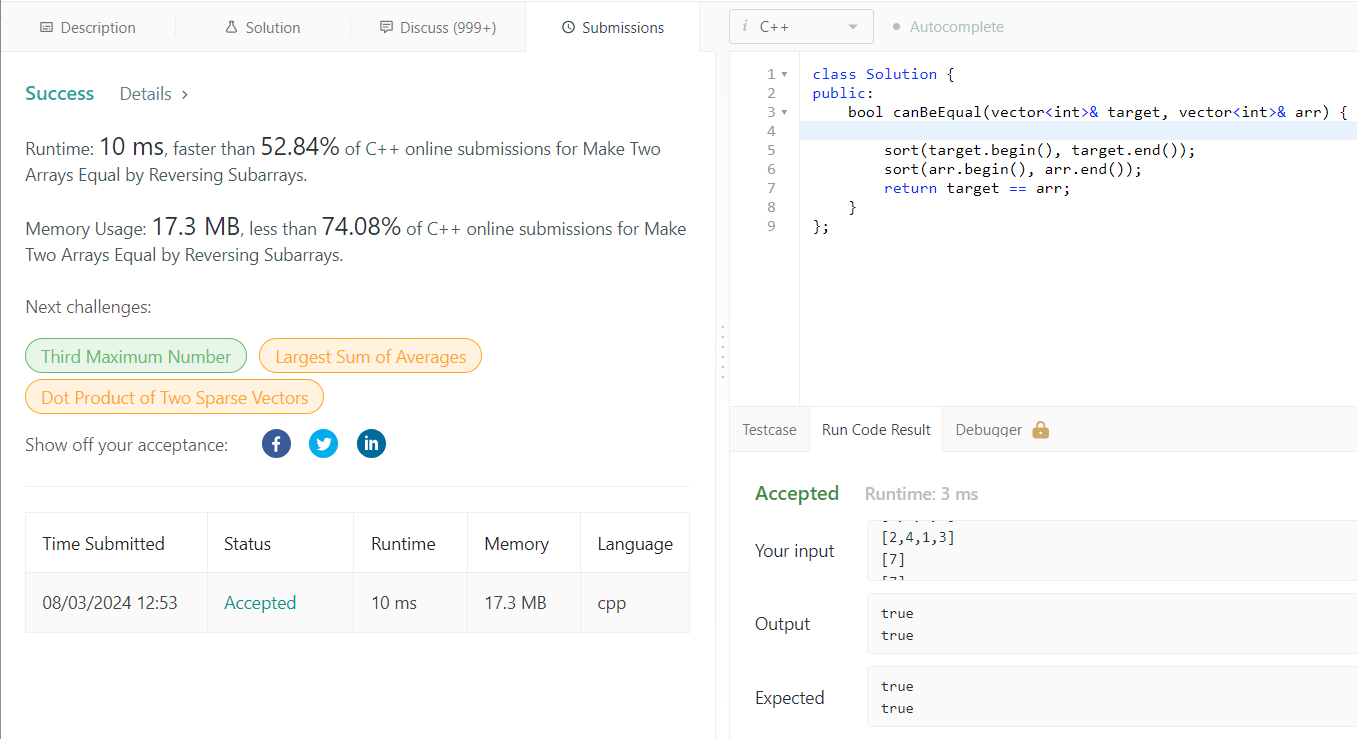 Description
Solution
Discuss (999+)
Submissions
Success Details >
Runtime: 10 ms, faster than 52.84% of C++ online submissions for Make Two
Arrays Equal by Reversing Subarrays.
Memory Usage: 17.3 MB, less than 74.08% of C++ online submissions for Make
Two Arrays Equal by Reversing Subarrays.
Next challenges:
Third Maximum Number
Largest Sum of Averages
Dot Product of Two Sparse Vectors
Show off your acceptance:
f
in
Time Submitted Status Runtime Memory Language
08/03/2024 12:53 Accepted 10 ms 17.3 MB cpp
i C++
Autocomplete
1 class Solution {
2 public:
3 bool canBeEqual(vector<int>& target, vector<int>& arr) {
4
5 sort(target.begin(), target.end());
6 sort(arr.begin(), arr.end());
7 return target == arr;
8 }
9 };
Testcase
Run Code Result
Debugger
Accepted Runtime: 3 ms
Your input
[2,4,1,3]
[7]
Output
true
true
Expected
true
true